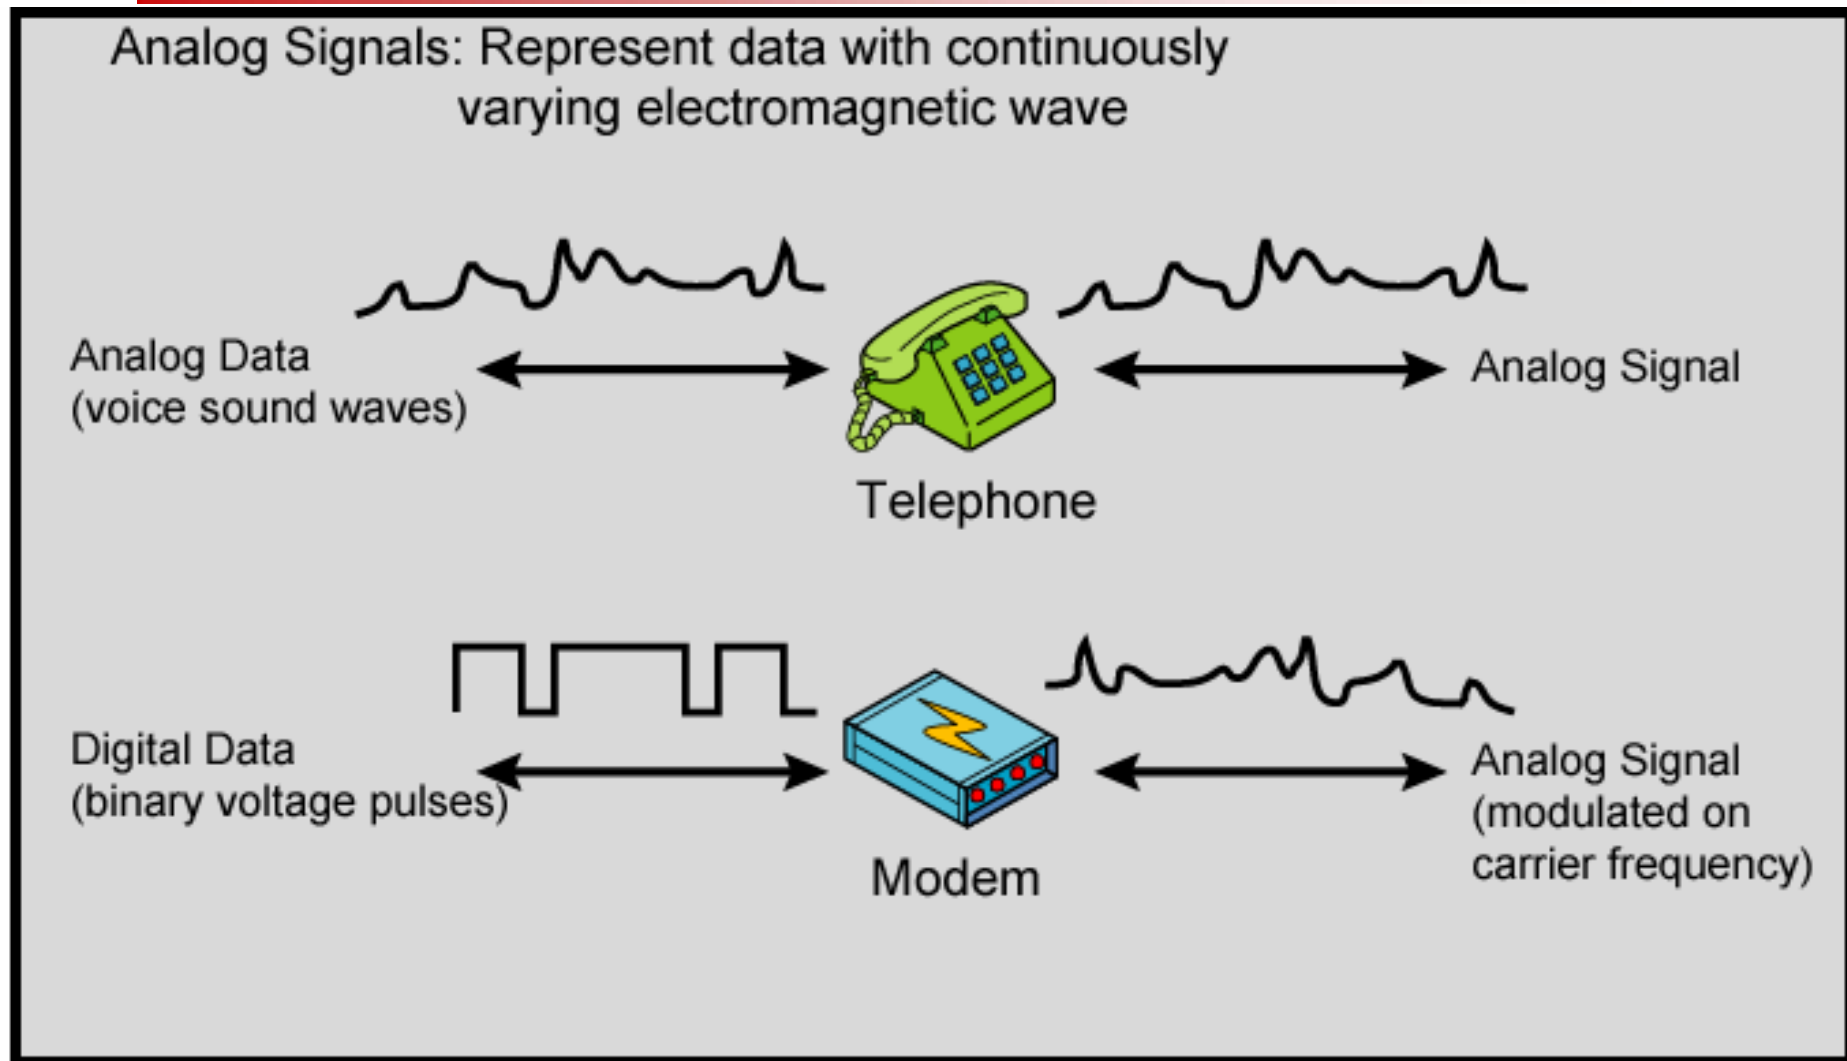 Analog Signals: Represent data with continuously
varying electromagnetic wave
Analog Data
(voice sound waves)
Analog Signal
Telephone
Digital Data
(binary voltage pulses)
Analog Signal
(modulated on
carrier frequency)
Modem